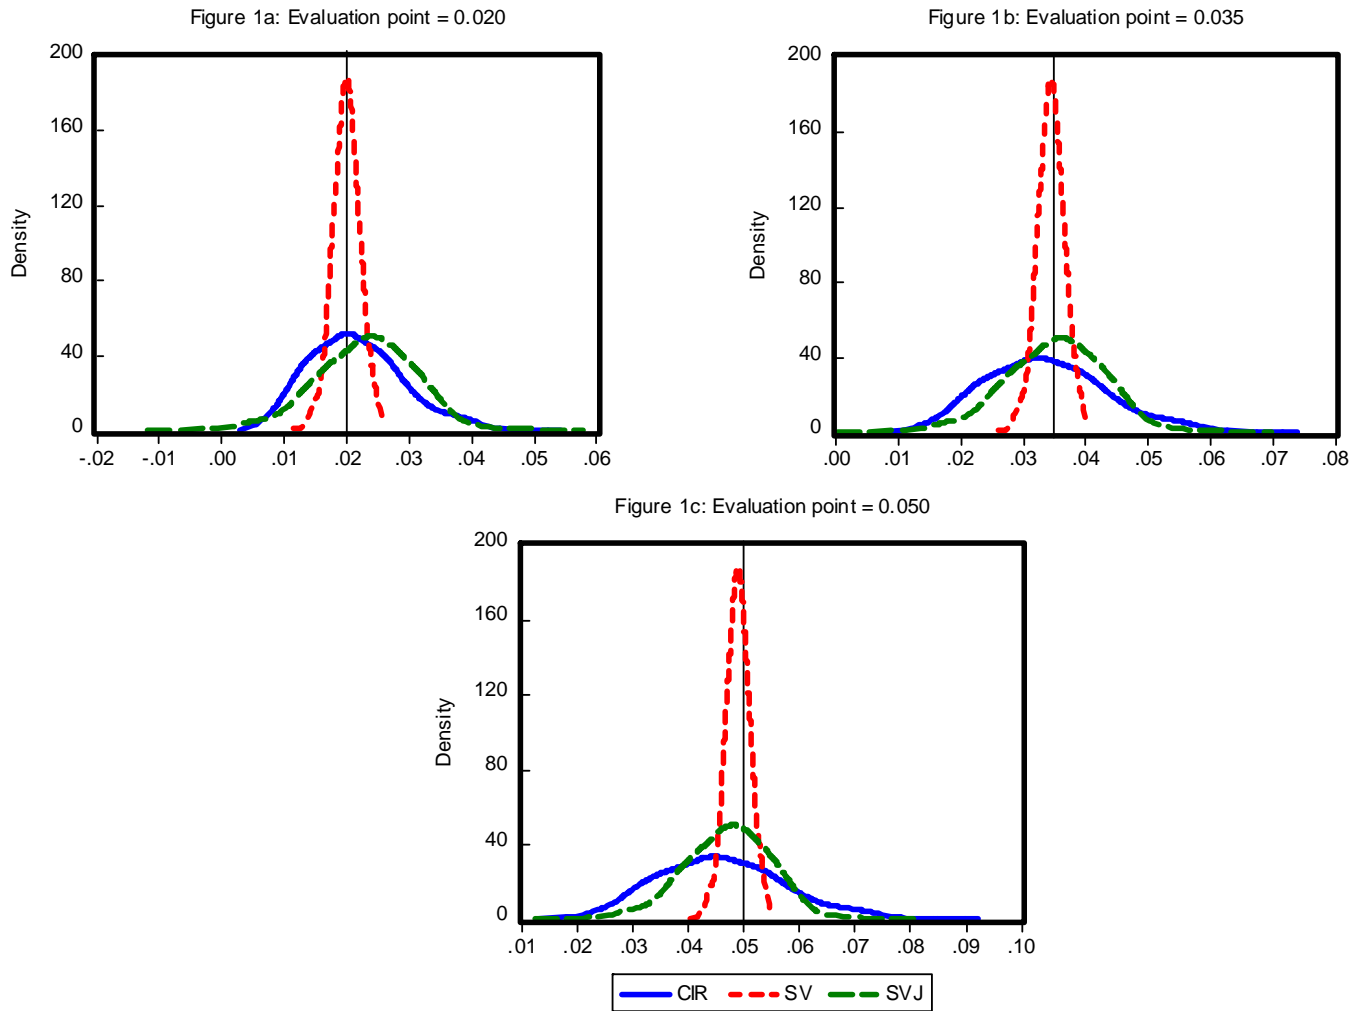 Figure 1a: Evaluation point = 0.020
200
160
120
80
40
0
Density
-.02 -.01 .00 .01 .02 .03 .04 .05 .06
Figure 1b: Evaluation point = 0.035
200
160
120
80
40
0
Density
.00 .01 .02 .03 .04 .05 .06 .07 .08
Figure 1c: Evaluation point = 0.050
200
160
120
80
40
0
Density
.01 .02 .03 .04 .05 .06 .07 .08 .09 .10
CIR SV SVJ